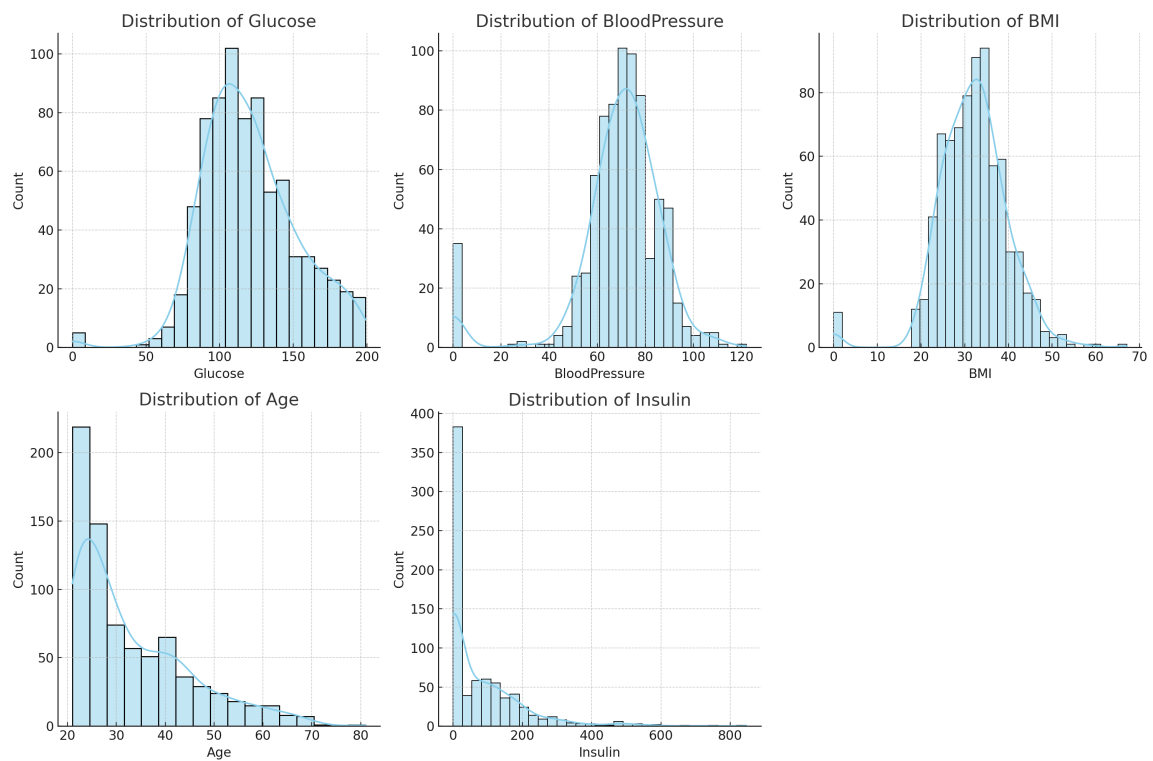 Distribution of Glucose
Count
100
80
60
40
20
0
0 50 100 150 200
Glucose
Distribution of BloodPressure
Count
100
80
60
40
20
0
0 20 40 60 80 100 120
BloodPressure
Distribution of BMI
Count
80
60
40
20
0
0 10 20 30 40 50 60 70
BMI
Distribution of Age
Count
200
150
100
50
0
20 30 40 50 60 70 80
Age
Distribution of Insulin
Count
400
350
300
250
200
150
100
50
0
0 200 400 600 800
Insulin